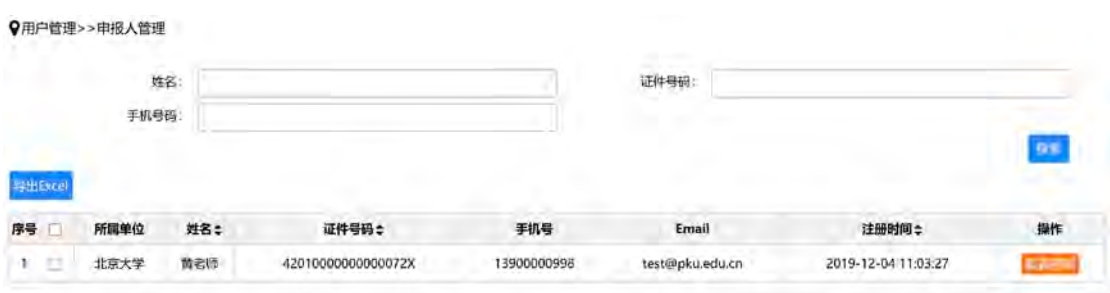 用户管理>>申报人管理
姓名: 证件号码:
手机号码:
搜索
导出Excel
序号 所属单位 姓名 证件号码 手机号 Email 注册时间 操作
1 北京大学 黄老师 42010000000000072X 13900000998 test@pku.edu.cn 2019-12-04 11:03:27